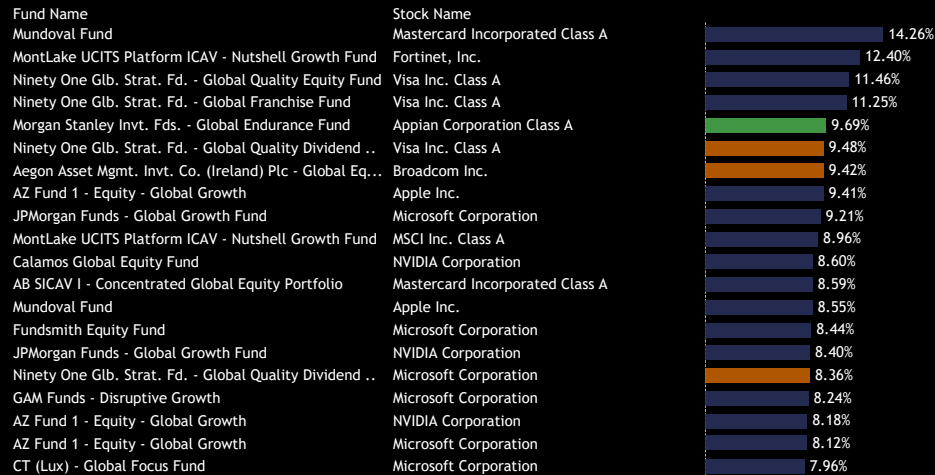 Fund Name Stock Name
Mundoval Fund Mastercard Incorporated Class A 14.26%
MontLake UCITS Platform ICAV - Nutshell Growth Fund Fortinet, Inc. 12.40%
Ninety One Glb. Strat. Fd. - Global Quality Equity Fund Visa Inc. Class A 11.46%
Ninety One Glb. Strat. Fd. - Global Franchise Fund Visa Inc. Class A 11.25%
Morgan Stanley Invt. Fds. - Global Endurance Fund Appian Corporation Class A 9.69%
Ninety One Glb. Strat. Fd. - Global Quality Dividend .. Visa Inc. Class A 9.48%
Aegon Asset Mgmt. Invt. Co. (Ireland) Plc - Global Eq... Broadcom Inc. 9.42%
AZ Fund 1 - Equity - Global Growth Apple Inc. 9.41%
JPMorgan Funds - Global Growth Fund Microsoft Corporation 9.21%
MontLake UCITS Platform ICAV - Nutshell Growth Fund MSCI Inc. Class A 8.96%
Calamos Global Equity Fund NVIDIA Corporation 8.60%
AB SICAV I - Concentrated Global Equity Portfolio Mastercard Incorporated Class A 8.59%
Mundoval Fund Apple Inc. 8.55%
Fundsmith Equity Fund Microsoft Corporation 8.44%
JPMorgan Funds - Global Growth Fund NVIDIA Corporation 8.40%
Ninety One Glb. Strat. Fd. - Global Quality Dividend .. Microsoft Corporation 8.36%
GAM Funds - Disruptive Growth Microsoft Corporation 8.24%
AZ Fund 1 - Equity - Global Growth NVIDIA Corporation 8.18%
AZ Fund 1 - Equity - Global Growth Microsoft Corporation 8.12%
CT (Lux) - Global Focus Fund Microsoft Corporation 7.96%